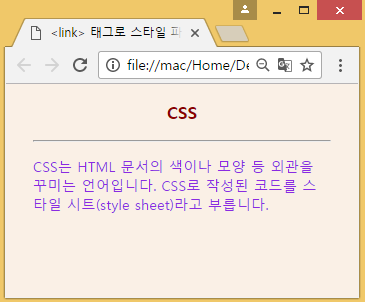 <link> 태그로 스타일 파
file://mac/Home/De
CSS
CSS는 HTML 문서의 색이나 모양 등 외관을
꾸미는 언어입니다. CSS로 작성된 코드를 스
타일 시트(style sheet)라고 부릅니다.